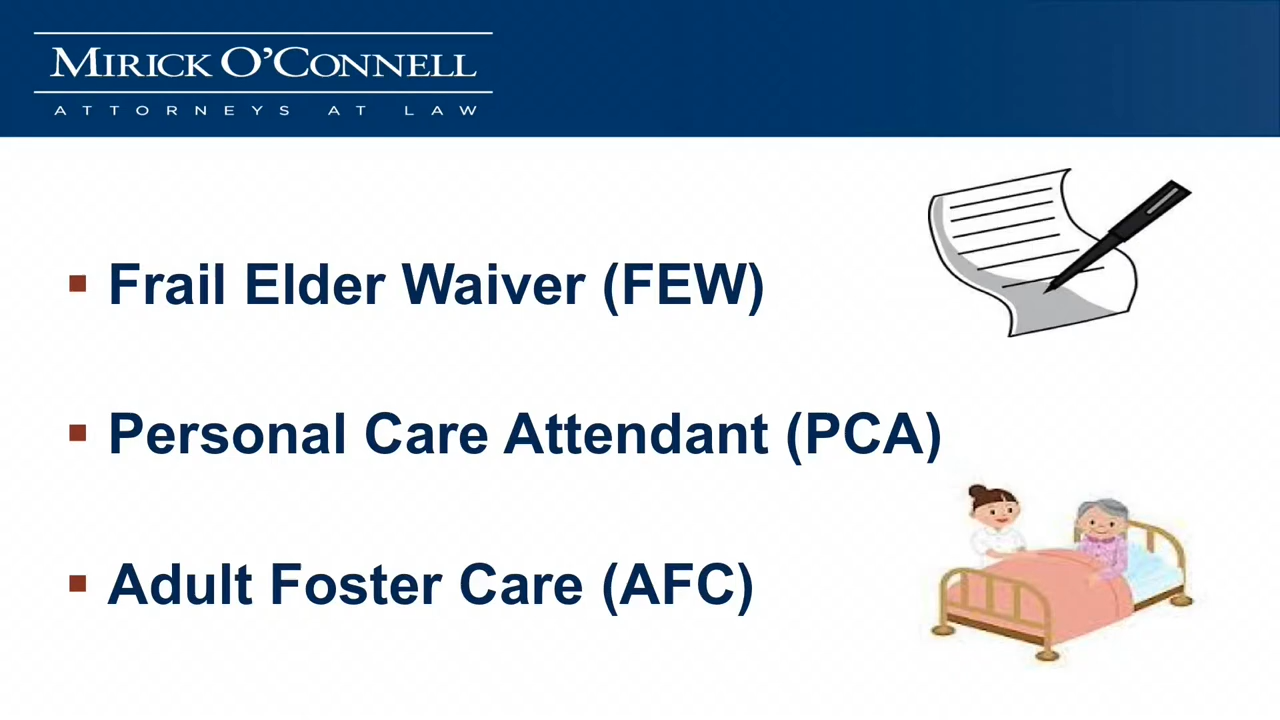 MIRICK O'CONNELL
ATTORNEYS AT LAW
Frail Elder Waiver (FEW)
Personal Care Attendant (PCA)
Adult Foster Care (AFC)